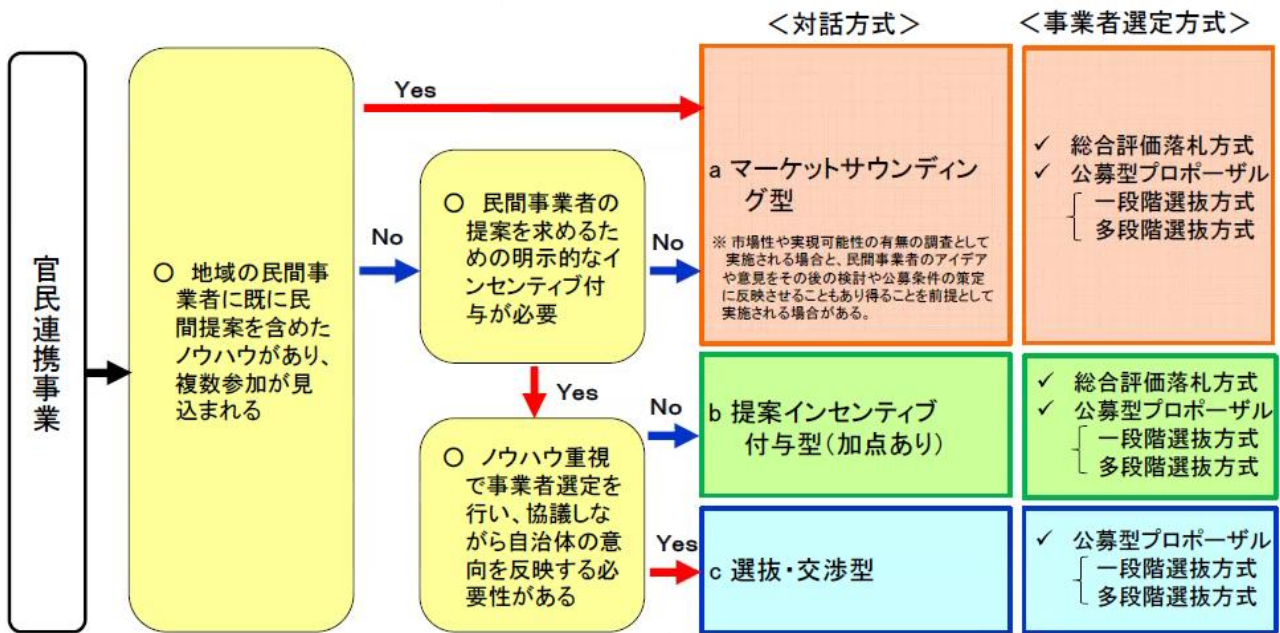 ＜対話方式＞
＜事業者選定方式＞
官民連携事業
○ 地域の民間事
業者に既に民
間提案を含めた
ノウハウがあり、
複数参加が見
込まれる
Yes
No
○ 民間事業者の
提案を求めるた
めの明示的なイ
ンセンティブ付
与が必要
No
Yes
○ ノウハウ重視
で事業者選定を
行い、協議しな
がら自治体の意
向を反映する必
要性がある
No
Yes
a マーケットサウンディン
グ型
※ 市場性や実現可能性の有無の調査として
実施される場合と、民間事業者のアイデア
や意見をその後の検討や公募条件の策定
に反映させることもあり得ることを前提として
実施される場合がある。
✓ 総合評価落札方式
✓ 公募型プロポーザル
一段階選抜方式
多段階選抜方式
b 提案インセンティブ
付与型（加点あり）
✓ 総合評価落札方式
✓ 公募型プロポーザル
一段階選抜方式
多段階選抜方式
c 選抜・交渉型
✓ 公募型プロポーザル
一段階選抜方式
多段階選抜方式